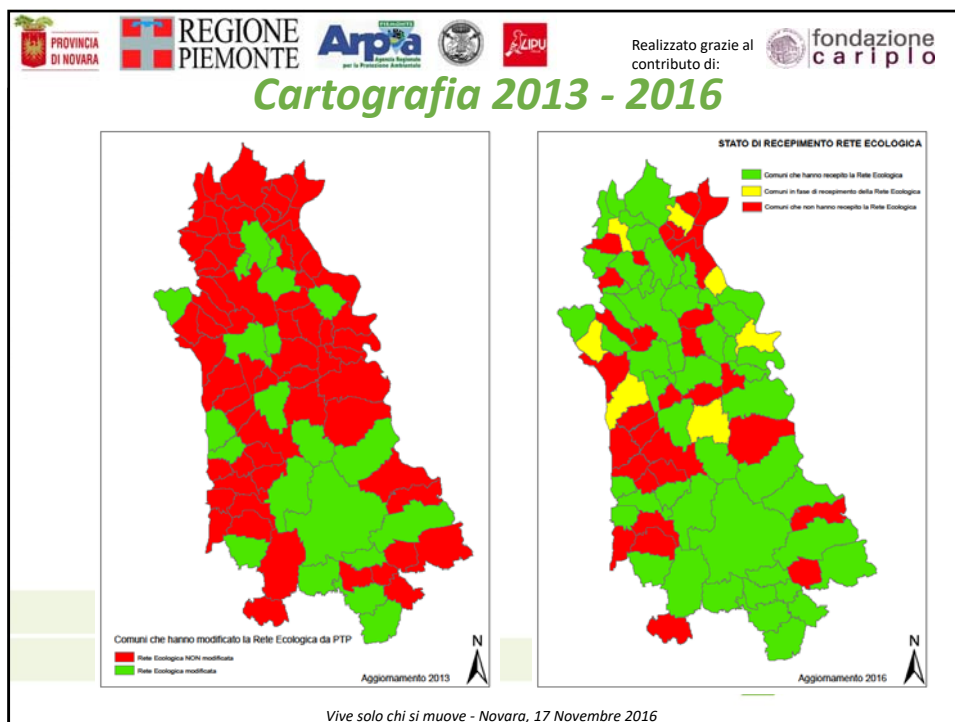 PROVINCIA
DI NOVARA
REGIONE
PIEMONTE
PIEMONTE
Arpa
Agenzia Regionale
per la Protezione Ambientale
LIPU
Realizzato grazie al
contributo di:
fondazione
cariplo
Cartografia 2013 - 2016
STATO DI RECEPIMENTO RETE ECOLOGICA
Comuni che hanno recepito la Rete Ecologica
Comuni in fase di recepimento della Rete Ecologica
Comuni che non hanno recepito la Rete Ecologica
Comuni che hanno modificato la Rete Ecologica da PTP
Rete Ecologica NON modificata
Rete Ecologica modificata
N
Aggiornamento 2013
N
Aggiornamento 2016
Vive solo chi si muove - Novara, 17 Novembre 2016